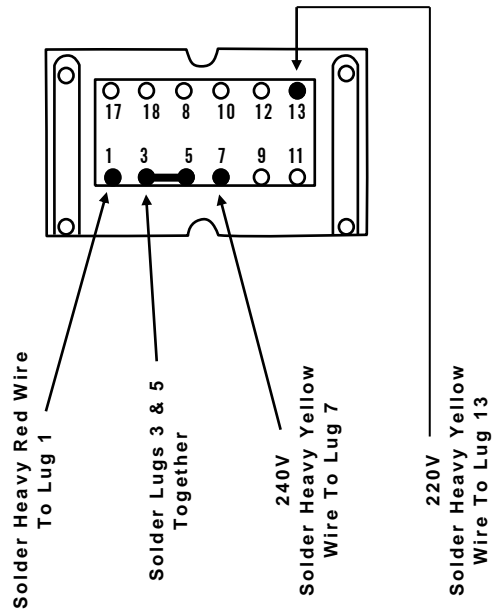 17 18 8 10 12 13
1 3 5 7 9 11
Solder Heavy Red Wire
To Lug 1
Solder Lugs 3 & 5
Together
240V
Solder Heavy Yellow
Wire To Lug 7
220V
Solder Heavy Yellow
Wire To Lug 13